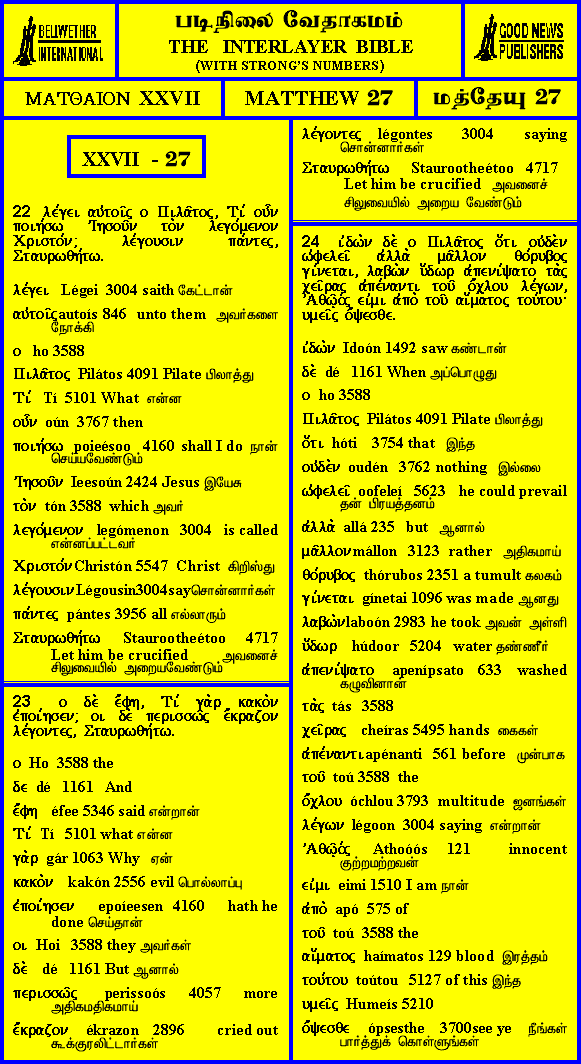 BELLWETHER
INTERNATIONAL
படிநிலை வேதாகமம்
THE INTERLAYER BIBLE
(WITH STRONG'S NUMBERS)
GOOD NEWS
PUBLISHERS
ΜΑΤΘΑΙΟΝ XXVII
MATTHEW 27
மத்தேயு 27
XXVII - 27
22 λέγει αὐτοῖς ο Πιλᾶτος, Τί οὖν
ποιήσω Ἰησοῦν τὸν λεγόμενον
Χριστόν; λέγουσιν πάντες,
Σταυρωθήτω.
λέγει Légei 3004 saith கேட்டான்
αὐτοῖς autoís 846 unto them அவர்களை
நோக்கி
ο ho 3588
Πιλᾶτος Pilátos 4091 Pilate பிலாத்து
Τί Tí 5101 What என்ன
οὖν oún 3767 then
ποιήσω poieésoo 4160 shall I do நான்
செய்யவேண்டும்
Ἰησοῦν Ieesoún 2424 Jesus இயேசு
τὸν tón 3588 which அவர்
λεγόμενον legómenon 3004 is called
என்னப்பட்டவர்
Χριστόν Christón 5547 Christ கிறிஸ்து
λέγουσιν Légousin 3004 say சொன்னார்கள்
πάντες pántes 3956 all எல்லாரும்
Σταυρωθήτω Staurootheétoo 4717
Let him be crucified அவனைச்
சிலுவையில் அறையவேண்டும்
23 ο δὲ ἔφη, Τί γὰρ κακὸν
ἐποίησεν; οι δὲ περισσῶς ἔκραζον
λέγοντες, Σταυρωθήτω.
ο Ho 3588 the
δε dé 1161 And
ἔφη éfee 5346 said என்றான்
Τί Tí 5101 what என்ன
γὰρ gár 1063 Why ஏன்
κακὸν kakón 2556 evil பொல்லாப்பு
ἐποίησεν epoíeesen 4160 hath he
done செய்தான்
οι Hoi 3588 they அவர்கள்
δὲ dé 1161 But ஆனால்
περισσῶς perissoós 4057 more
அதிகமதிகமாய்
ἔκραζον ékrazon 2896 cried out
கூக்குரலிட்டார்கள்
λέγοντες légontes 3004 saying
சொன்னார்கள்
Σταυρωθήτω Staurootheétoo 4717
Let him be crucified அவனைச்
சிலுவையில் அறைய வேண்டும்
24 ἰδὼν δὲ ο Πιλᾶτος ὅτι οὐδὲν
ὠφελεῖ ἀλλὰ μᾶλλον θόρυβος
γίνεται, λαβὼν ὕδωρ ἀπενίψατο τὰς
χεῖρας ἀπέναντι τοῦ ὄχλου λέγων,
Ἀθῷός εἰμι ἀπὸ τοῦ αἵματος τούτου·
υμεῖς ὄψεσθε.
ἰδὼν Idoón 1492 saw கண்டான்
δὲ dé 1161 When அப்பொழுது
ο ho 3588
Πιλᾶτος Pilátos 4091 Pilate பிலாத்து
ὅτι hóti 3754 that இந்த
οὐδὲν oudén 3762 nothing இல்லை
ὠφελεῖ oofeleí 5623 he could prevail
தன் பிரயத்தனம்
ἀλλὰ allá 235 but ஆனால்
μᾶλλον mállon 3123 rather அதிகமாய்
θόρυβος thórubos 2351 a tumult கலகம்
γίνεται gínetai 1096 was made ஆனது
λαβὼν laboón 2983 he took அவன் அள்ளி
ὕδωρ húdoor 5204 water தண்ணீர்
ἀπενίψατο apenípsato 633 washed
கழுவினான்
τὰς tás 3588
χεῖρας cheíras 5495 hands கைகள்
ἀπέναντι apénanti 561 before முன்பாக
τοῦ toú 3588 the
ὄχλου óchlou 3793 multitude ஜனங்கள்
λέγων légoon 3004 saying என்றான்
Ἀθῷός Athoóós 121 innocent
குற்றமற்றவன்
εἰμι eimi 1510 I am நான்
ἀπὸ apó 575 of
τοῦ toú 3588 the
αἵματος haímatos 129 blood இரத்தம்
τούτου toútou 5127 of this இந்த
υμεῖς Humeís 5210
ὄψεσθε ópsesthe 3700 see ye நீங்கள்
பார்த்துக் கொள்ளுங்கள்